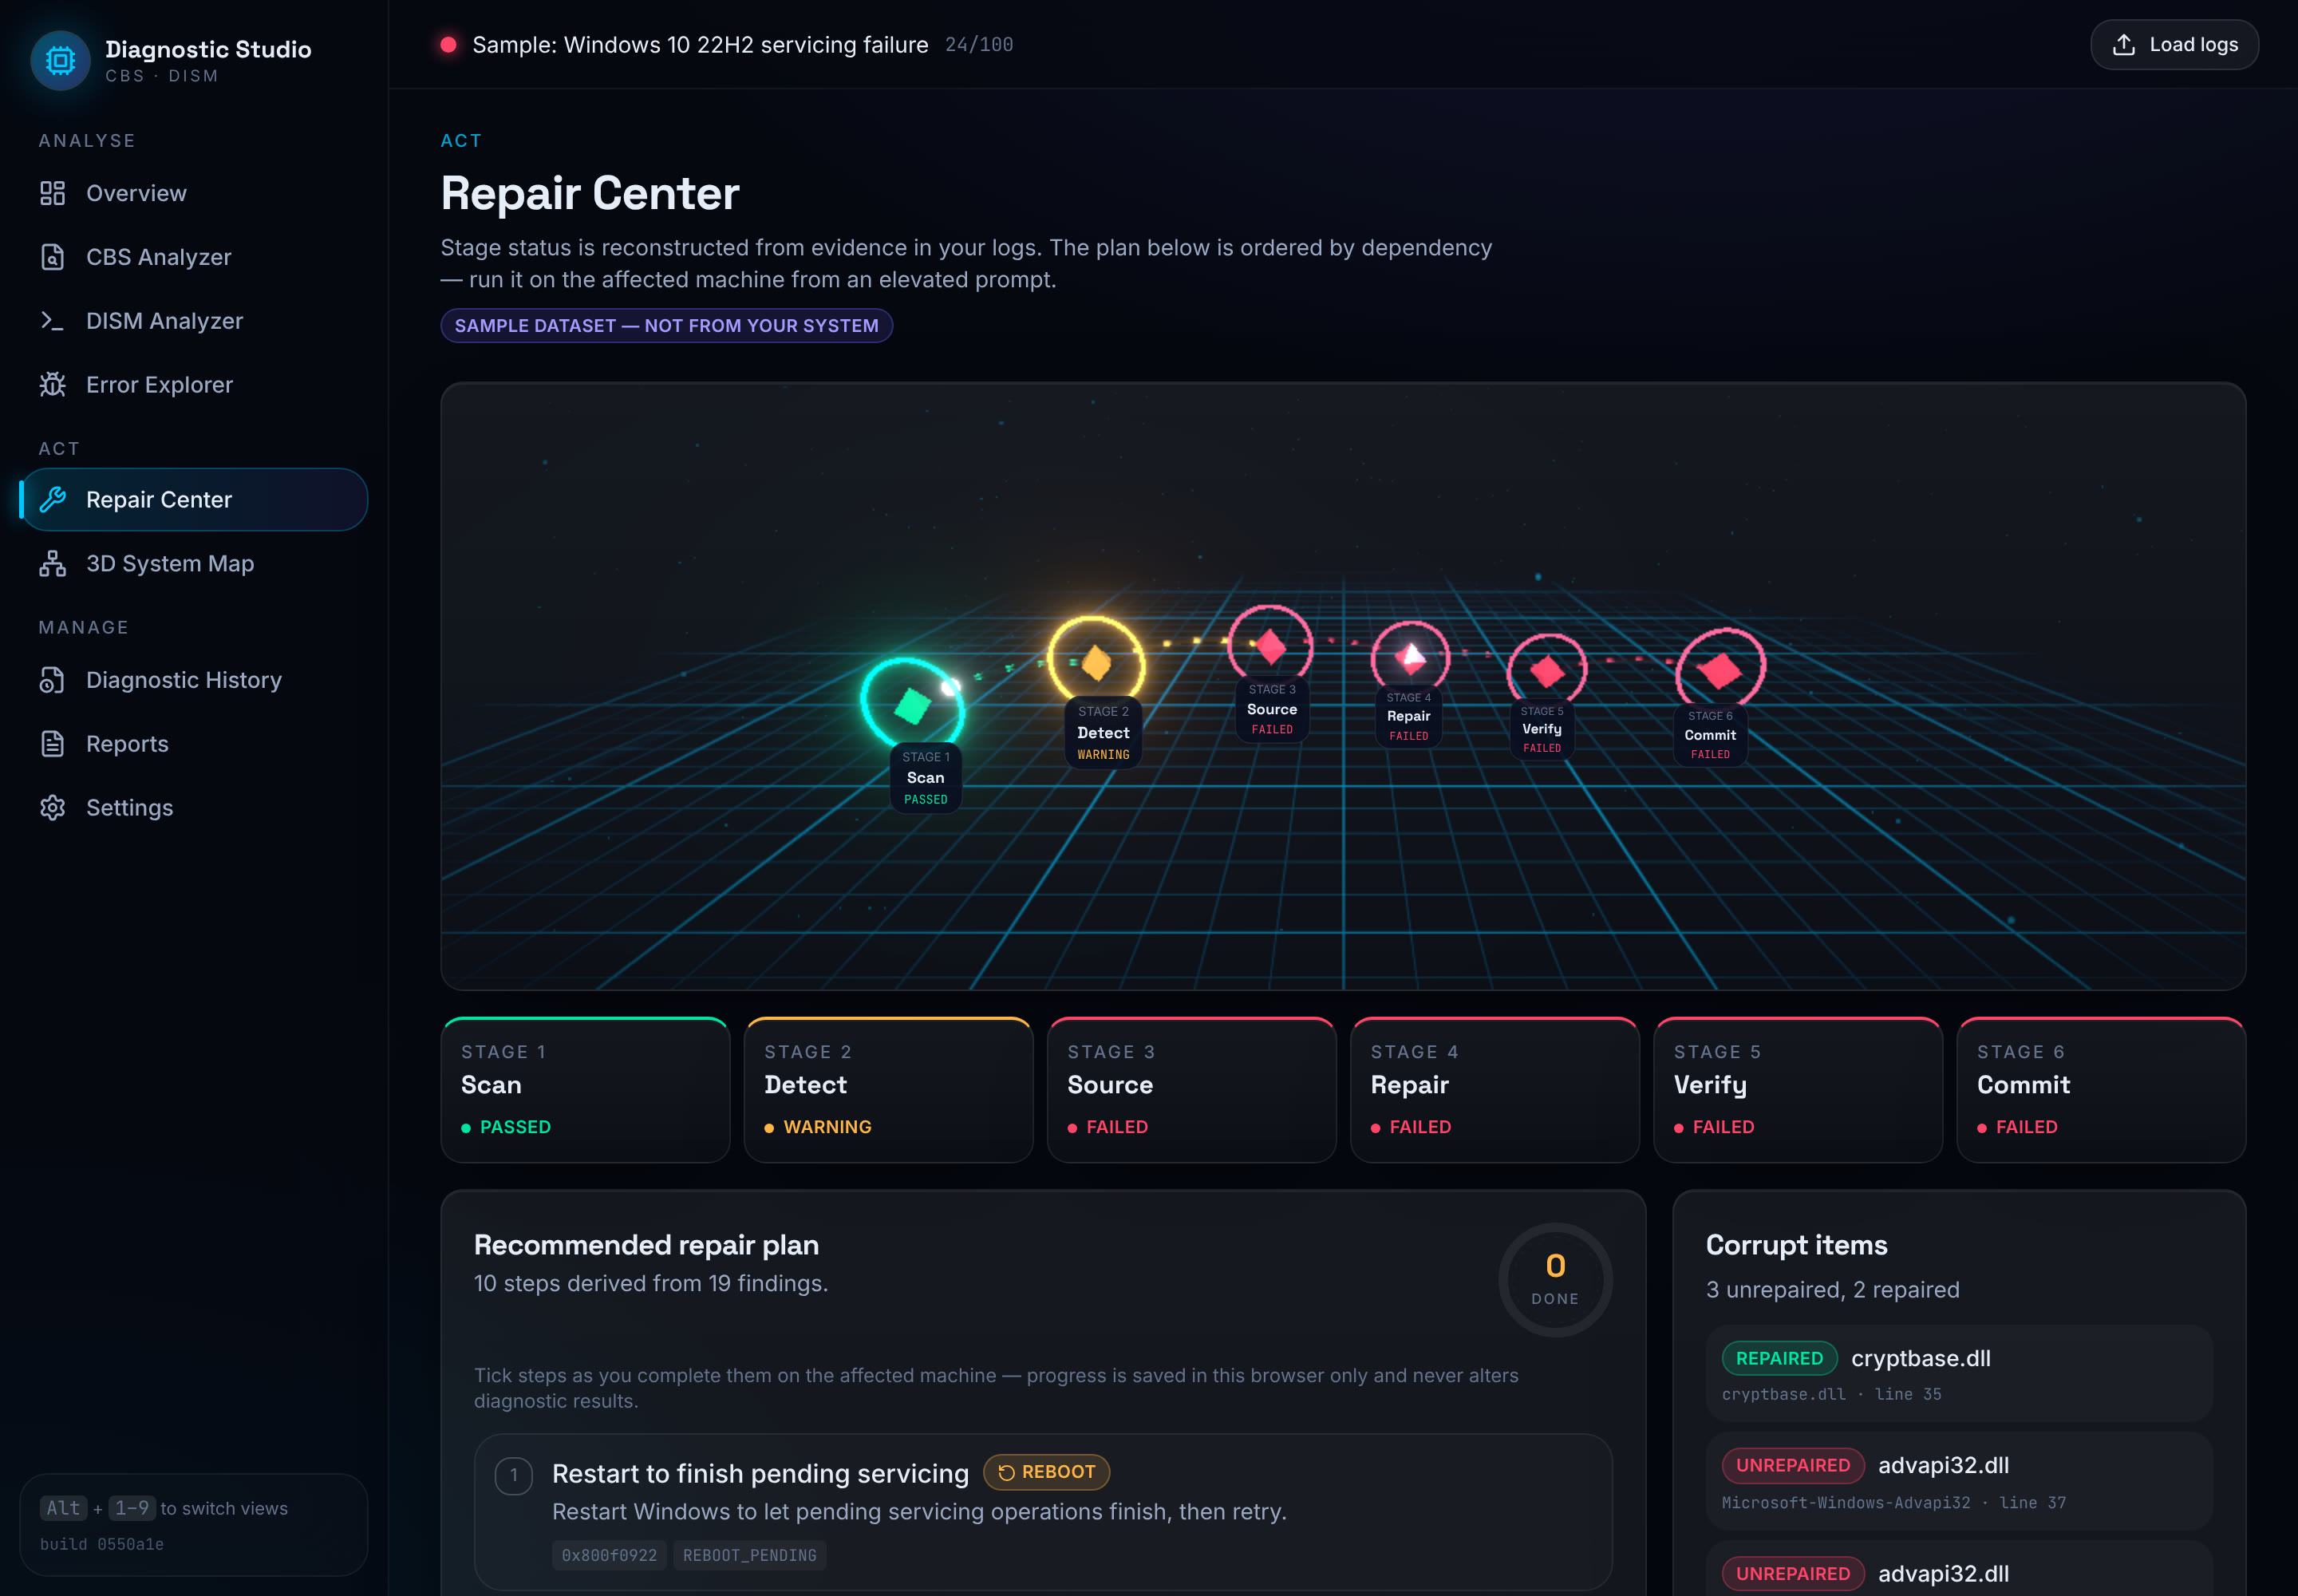 Diagnostic Studio
CBS · DISM
ANALYSE
Overview
CBS Analyzer
DISM Analyzer
Error Explorer
ACT
Repair Center
3D System Map
MANAGE
Diagnostic History
Reports
Settings
Alt + 1–9 to switch views
build 0550a1e
Sample: Windows 10 22H2 servicing failure 24/100
Load logs
ACT
Repair Center
Stage status is reconstructed from evidence in your logs. The plan below is ordered by dependency
— run it on the affected machine from an elevated prompt.
SAMPLE DATASET — NOT FROM YOUR SYSTEM
STAGE 1
Scan
PASSED
STAGE 2
Detect
WARNING
STAGE 3
Source
FAILED
STAGE 4
Repair
FAILED
STAGE 5
Verify
FAILED
STAGE 6
Commit
FAILED
STAGE 1
Scan
PASSED
STAGE 2
Detect
WARNING
STAGE 3
Source
FAILED
STAGE 4
Repair
FAILED
STAGE 5
Verify
FAILED
STAGE 6
Commit
FAILED
Recommended repair plan
10 steps derived from 19 findings.
0
DONE
Tick steps as you complete them on the affected machine — progress is saved in this browser only and never alters
diagnostic results.
1 Restart to finish pending servicing REBOOT
Restart Windows to let pending servicing operations finish, then retry.
0x800f0922 REBOOT_PENDING
Corrupt items
3 unrepaired, 2 repaired
REPAIRED cryptbase.dll
cryptbase.dll · line 35
UNREPAIRED advapi32.dll
Microsoft-Windows-Advapi32 · line 37
UNREPAIRED advapi32.dll